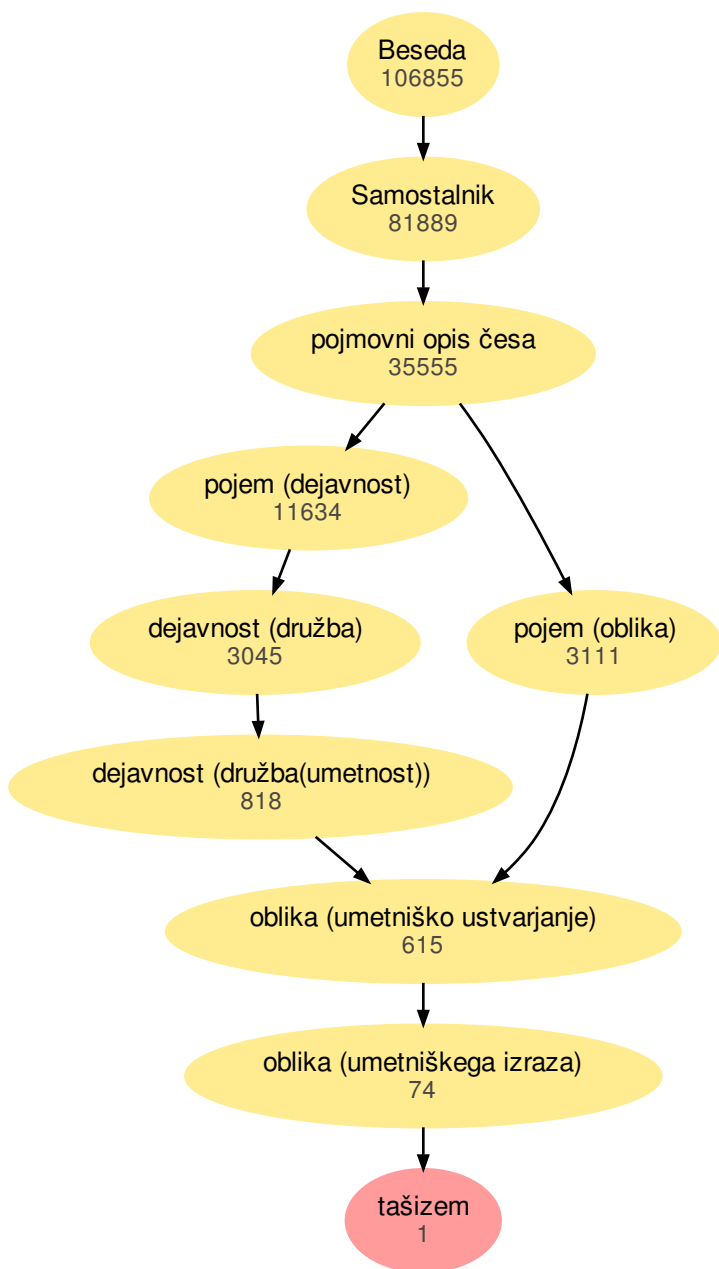 Beseda
106855
Samostalnik
81889
pojmovni opis česa
35555
pojem (dejavnost)
11634
dejavnost (družba)
3045
pojem (oblika)
3111
dejavnost (družba(umetnost))
818
oblika (umetniško ustvarjanje)
615
oblika (umetniškega izraza)
74
tašizem
1